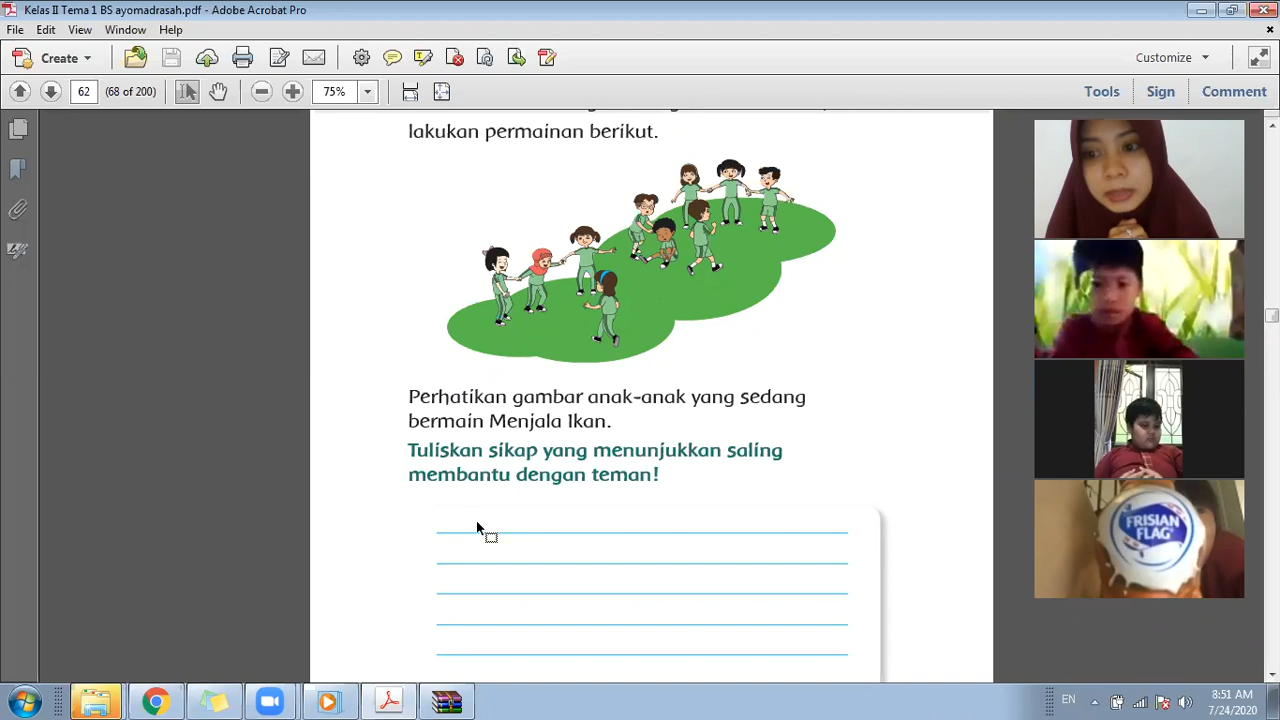 Kelas II Tema 1 BS ayomadrasah.pdf - Adobe Acrobat Pro
File Edit View Window Help
Create
Customize
62 (68 of 200)
75%
Tools Sign Comment
lakukan permainan berikut.
Perhatikan gambar anak-anak yang sedang
bermain Menjala Ikan.
Tuliskan sikap yang menunjukkan saling
membantu dengan teman!
FRISIAN
FLAG
EN
8:51 AM
7/24/2020